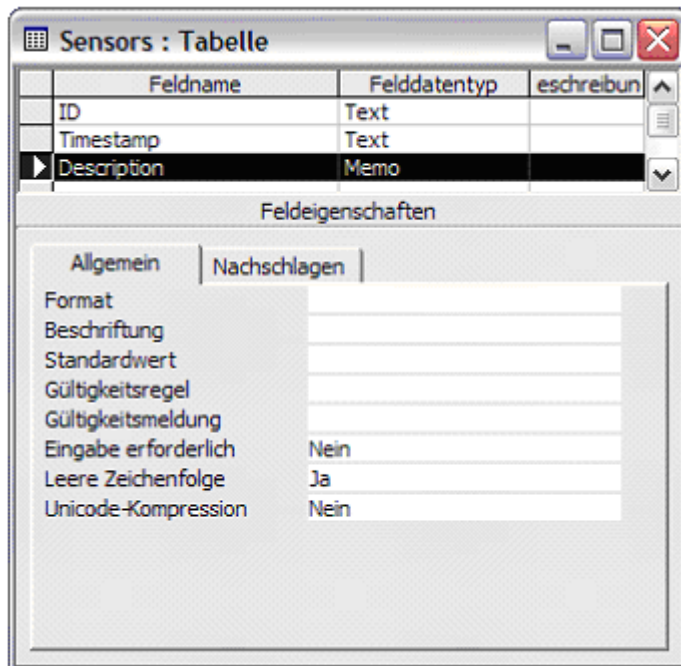 Sensors : Tabelle
Feldname Felddatentyp eschreibun
ID Text
Timestamp Text
Description Memo
Feldeigenschaften
Allgemein Nachschlagen
Format
Beschriftung
Standardwert
Gültigkeitsregel
Gültigkeitsmeldung
Eingabe erforderlich Nein
Leere Zeichenfolge Ja
Unicode-Kompression Nein